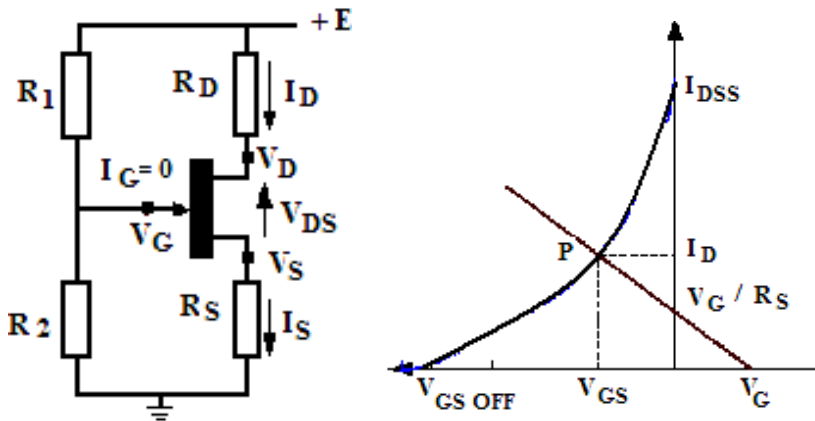 + E
R1
RD
ID
IG = 0
VD
VDS
VG
VS
R2
RS
IS
IDSS
P
ID
VG / RS
VGS OFF
VGS
VG